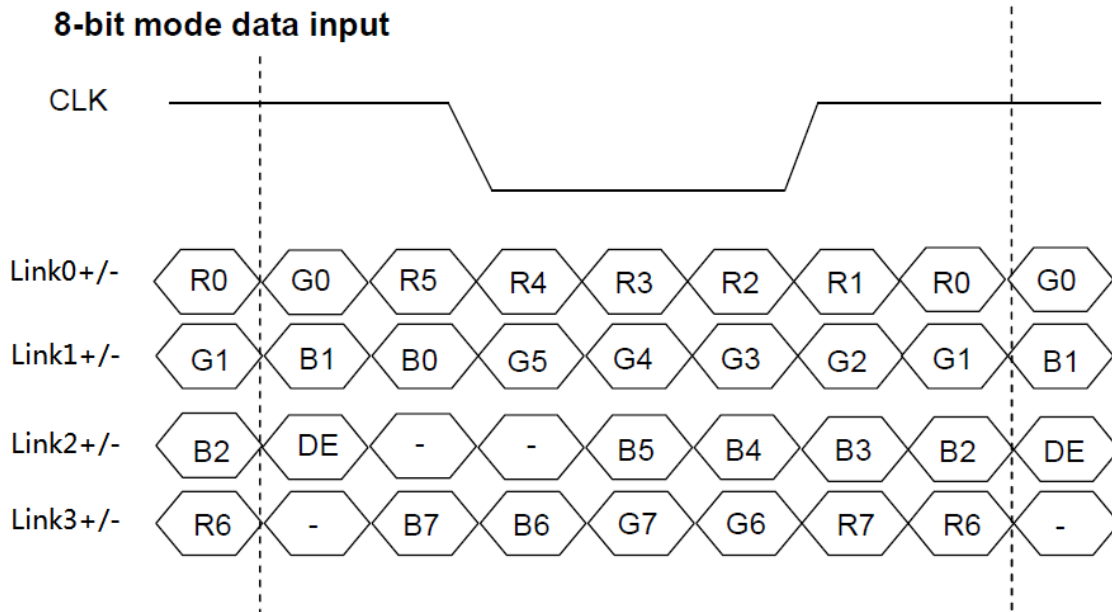 8-bit mode data input
CLK
Link0+/- R0 G0 R5 R4 R3 R2 R1 R0 G0
Link1+/- G1 B1 B0 G5 G4 G3 G2 G1 B1
Link2+/- B2 DE - - B5 B4 B3 B2 DE
Link3+/- R6 - B7 B6 G7 G6 R7 R6 -